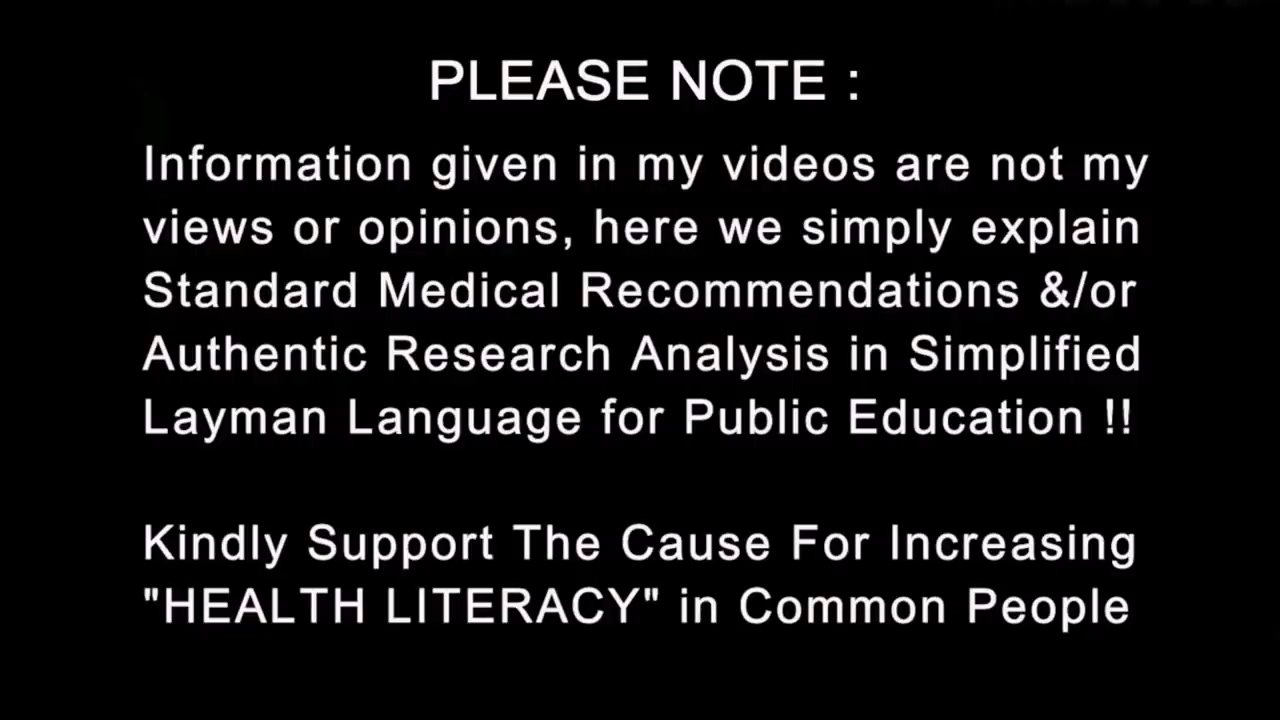 PLEASE NOTE :
Information given in my videos are not my
views or opinions, here we simply explain
Standard Medical Recommendations &/or
Authentic Research Analysis in Simplified
Layman Language for Public Education !!
Kindly Support The Cause For Increasing
"HEALTH LITERACY" in Common People